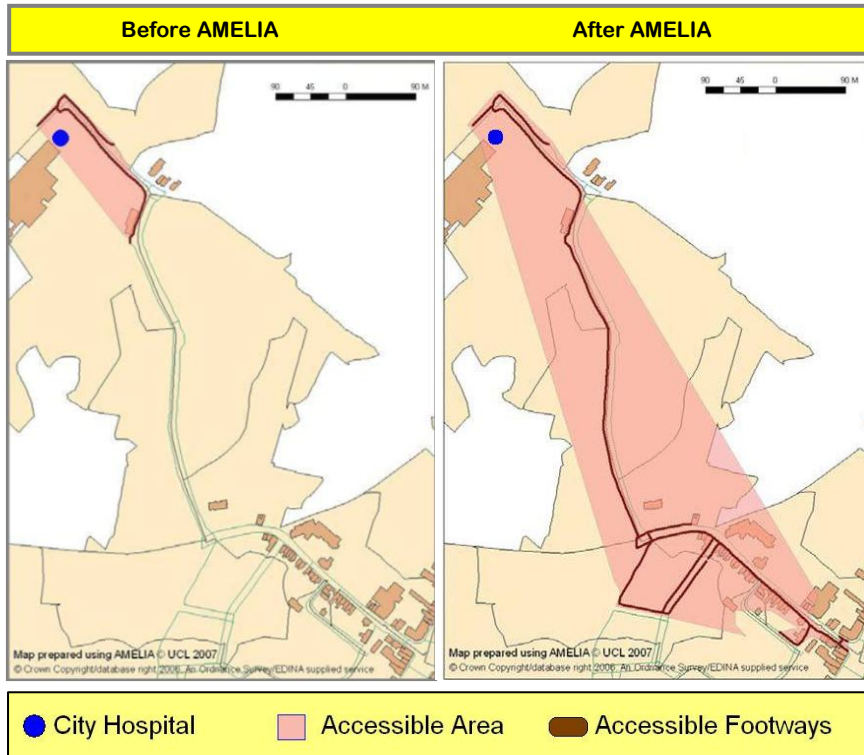 Before AMELIA
After AMELIA
90 45 0 90 M
90 45 0 90 M
Map prepared using AMELIA © UCL 2007
© Crown Copyright/database right 2006. An Ordnance Survey/EDINA supplied service
Map prepared using AMELIA © UCL 2007
© Crown Copyright/database right 2006. An Ordnance Survey/EDINA supplied service
City Hospital
Accessible Area
Accessible Footways